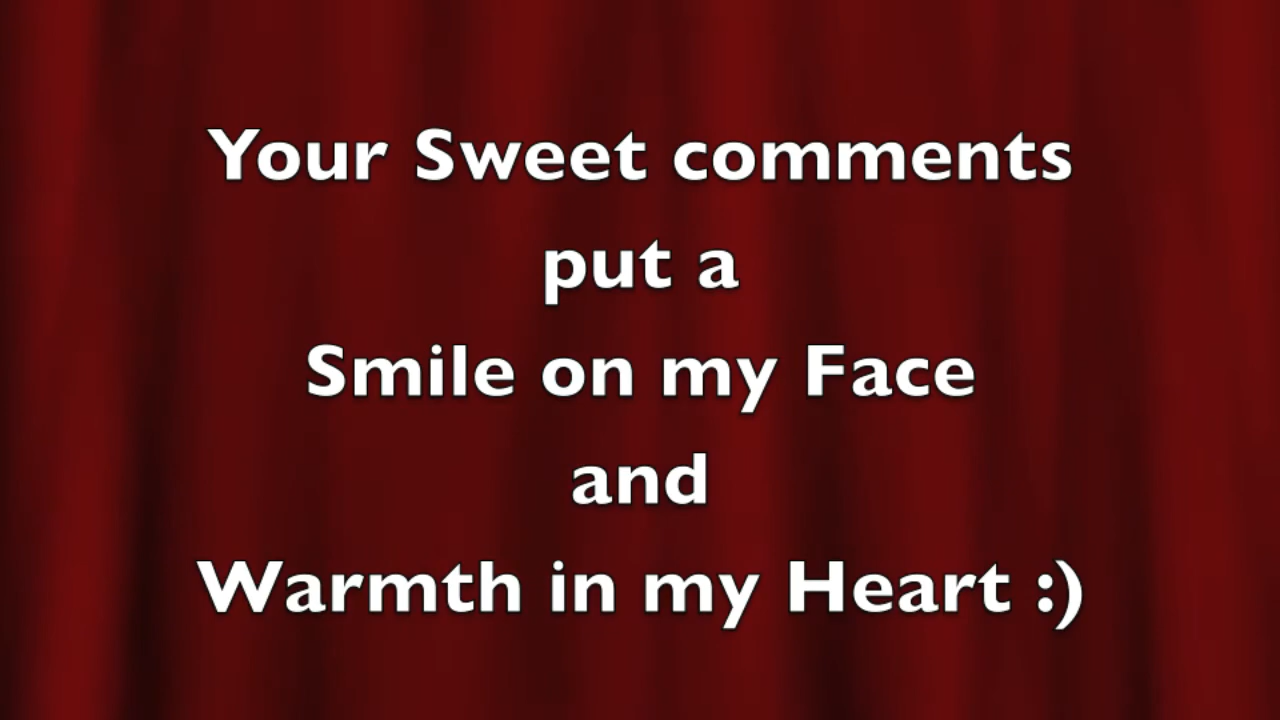 Your Sweet comments
put a
Smile on my Face
and
Warmth in my Heart :)